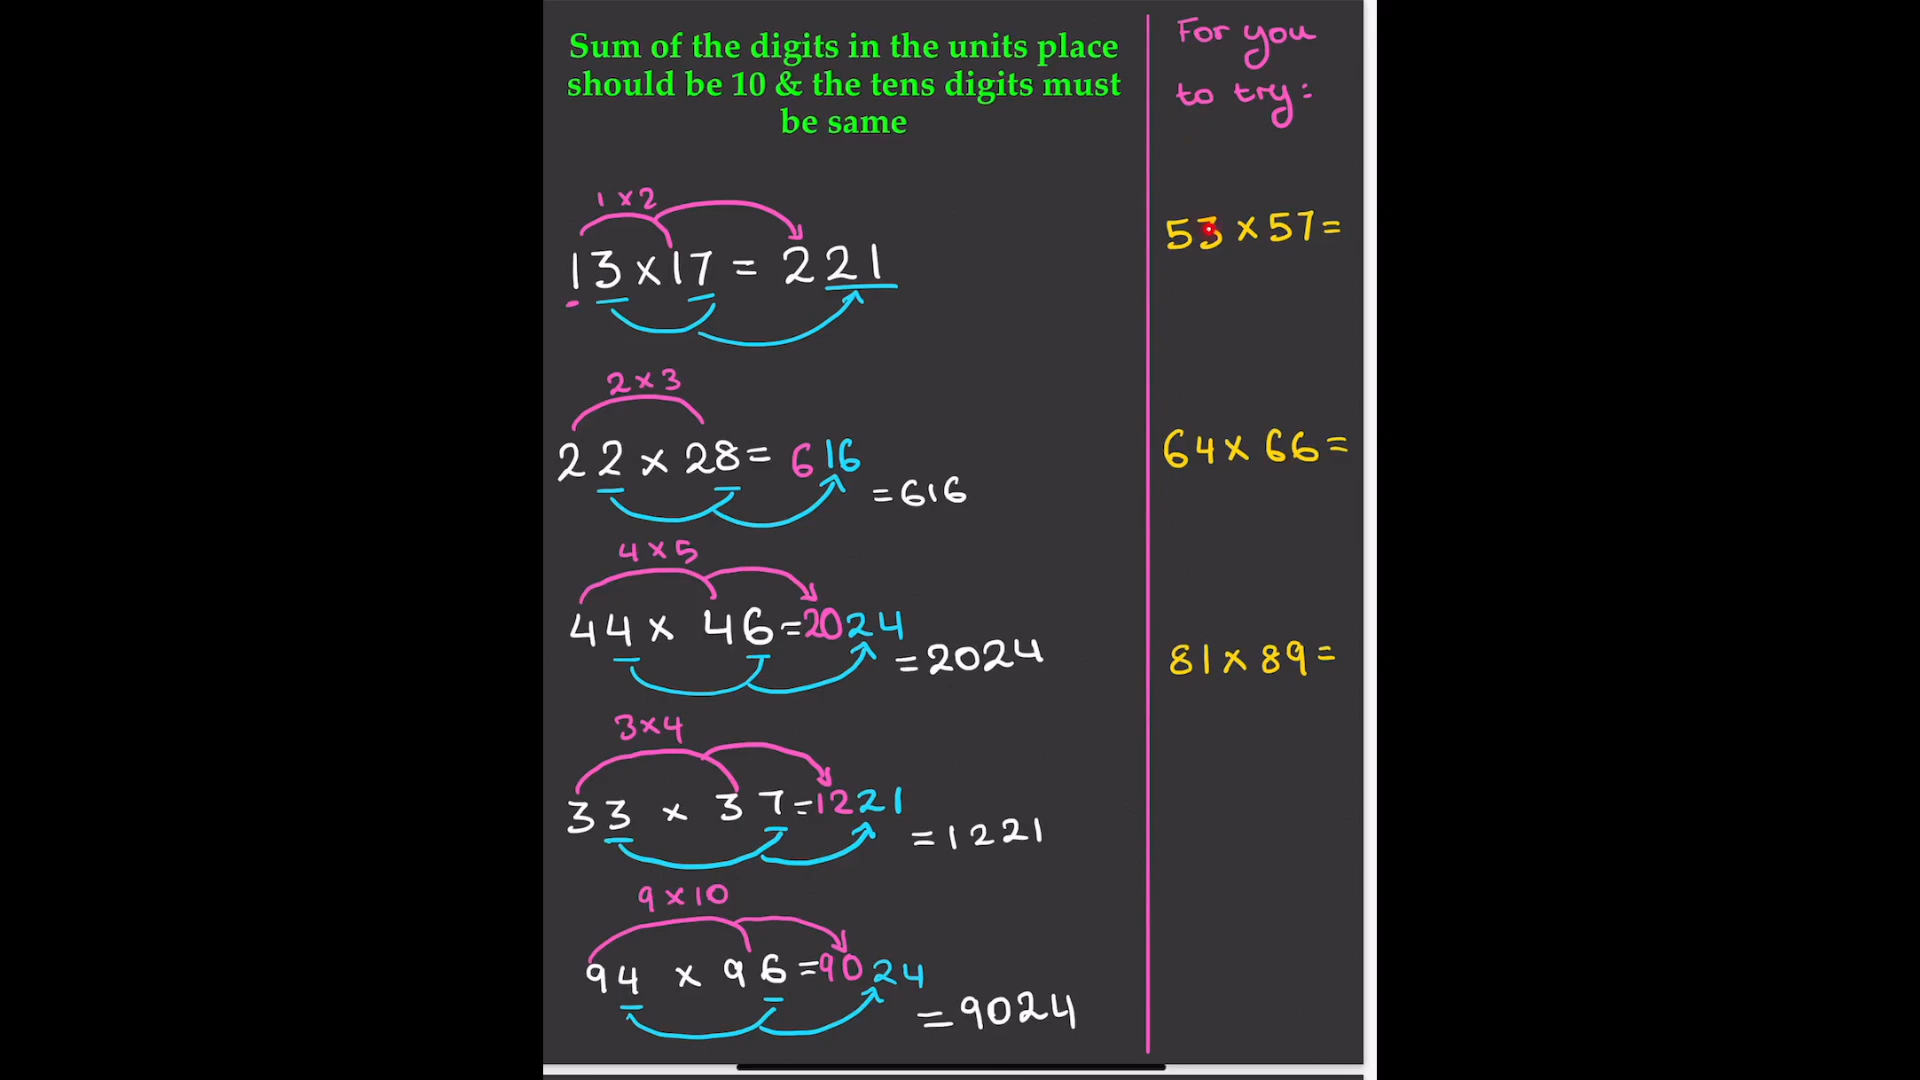 Sum of the digits in the units place
should be 10 & the tens digits must
be same
1 x 2
13 x 17 = 221
2 x 3
22 x 28 = 616
= 616
4 x 5
44 x 46 = 2024
= 2024
3 x 4
33 x 37 = 1221
= 1221
9 x 10
94 x 96 = 9024
= 9024
For you
to try:
53 x 57 =
64 x 66 =
81 x 89 =